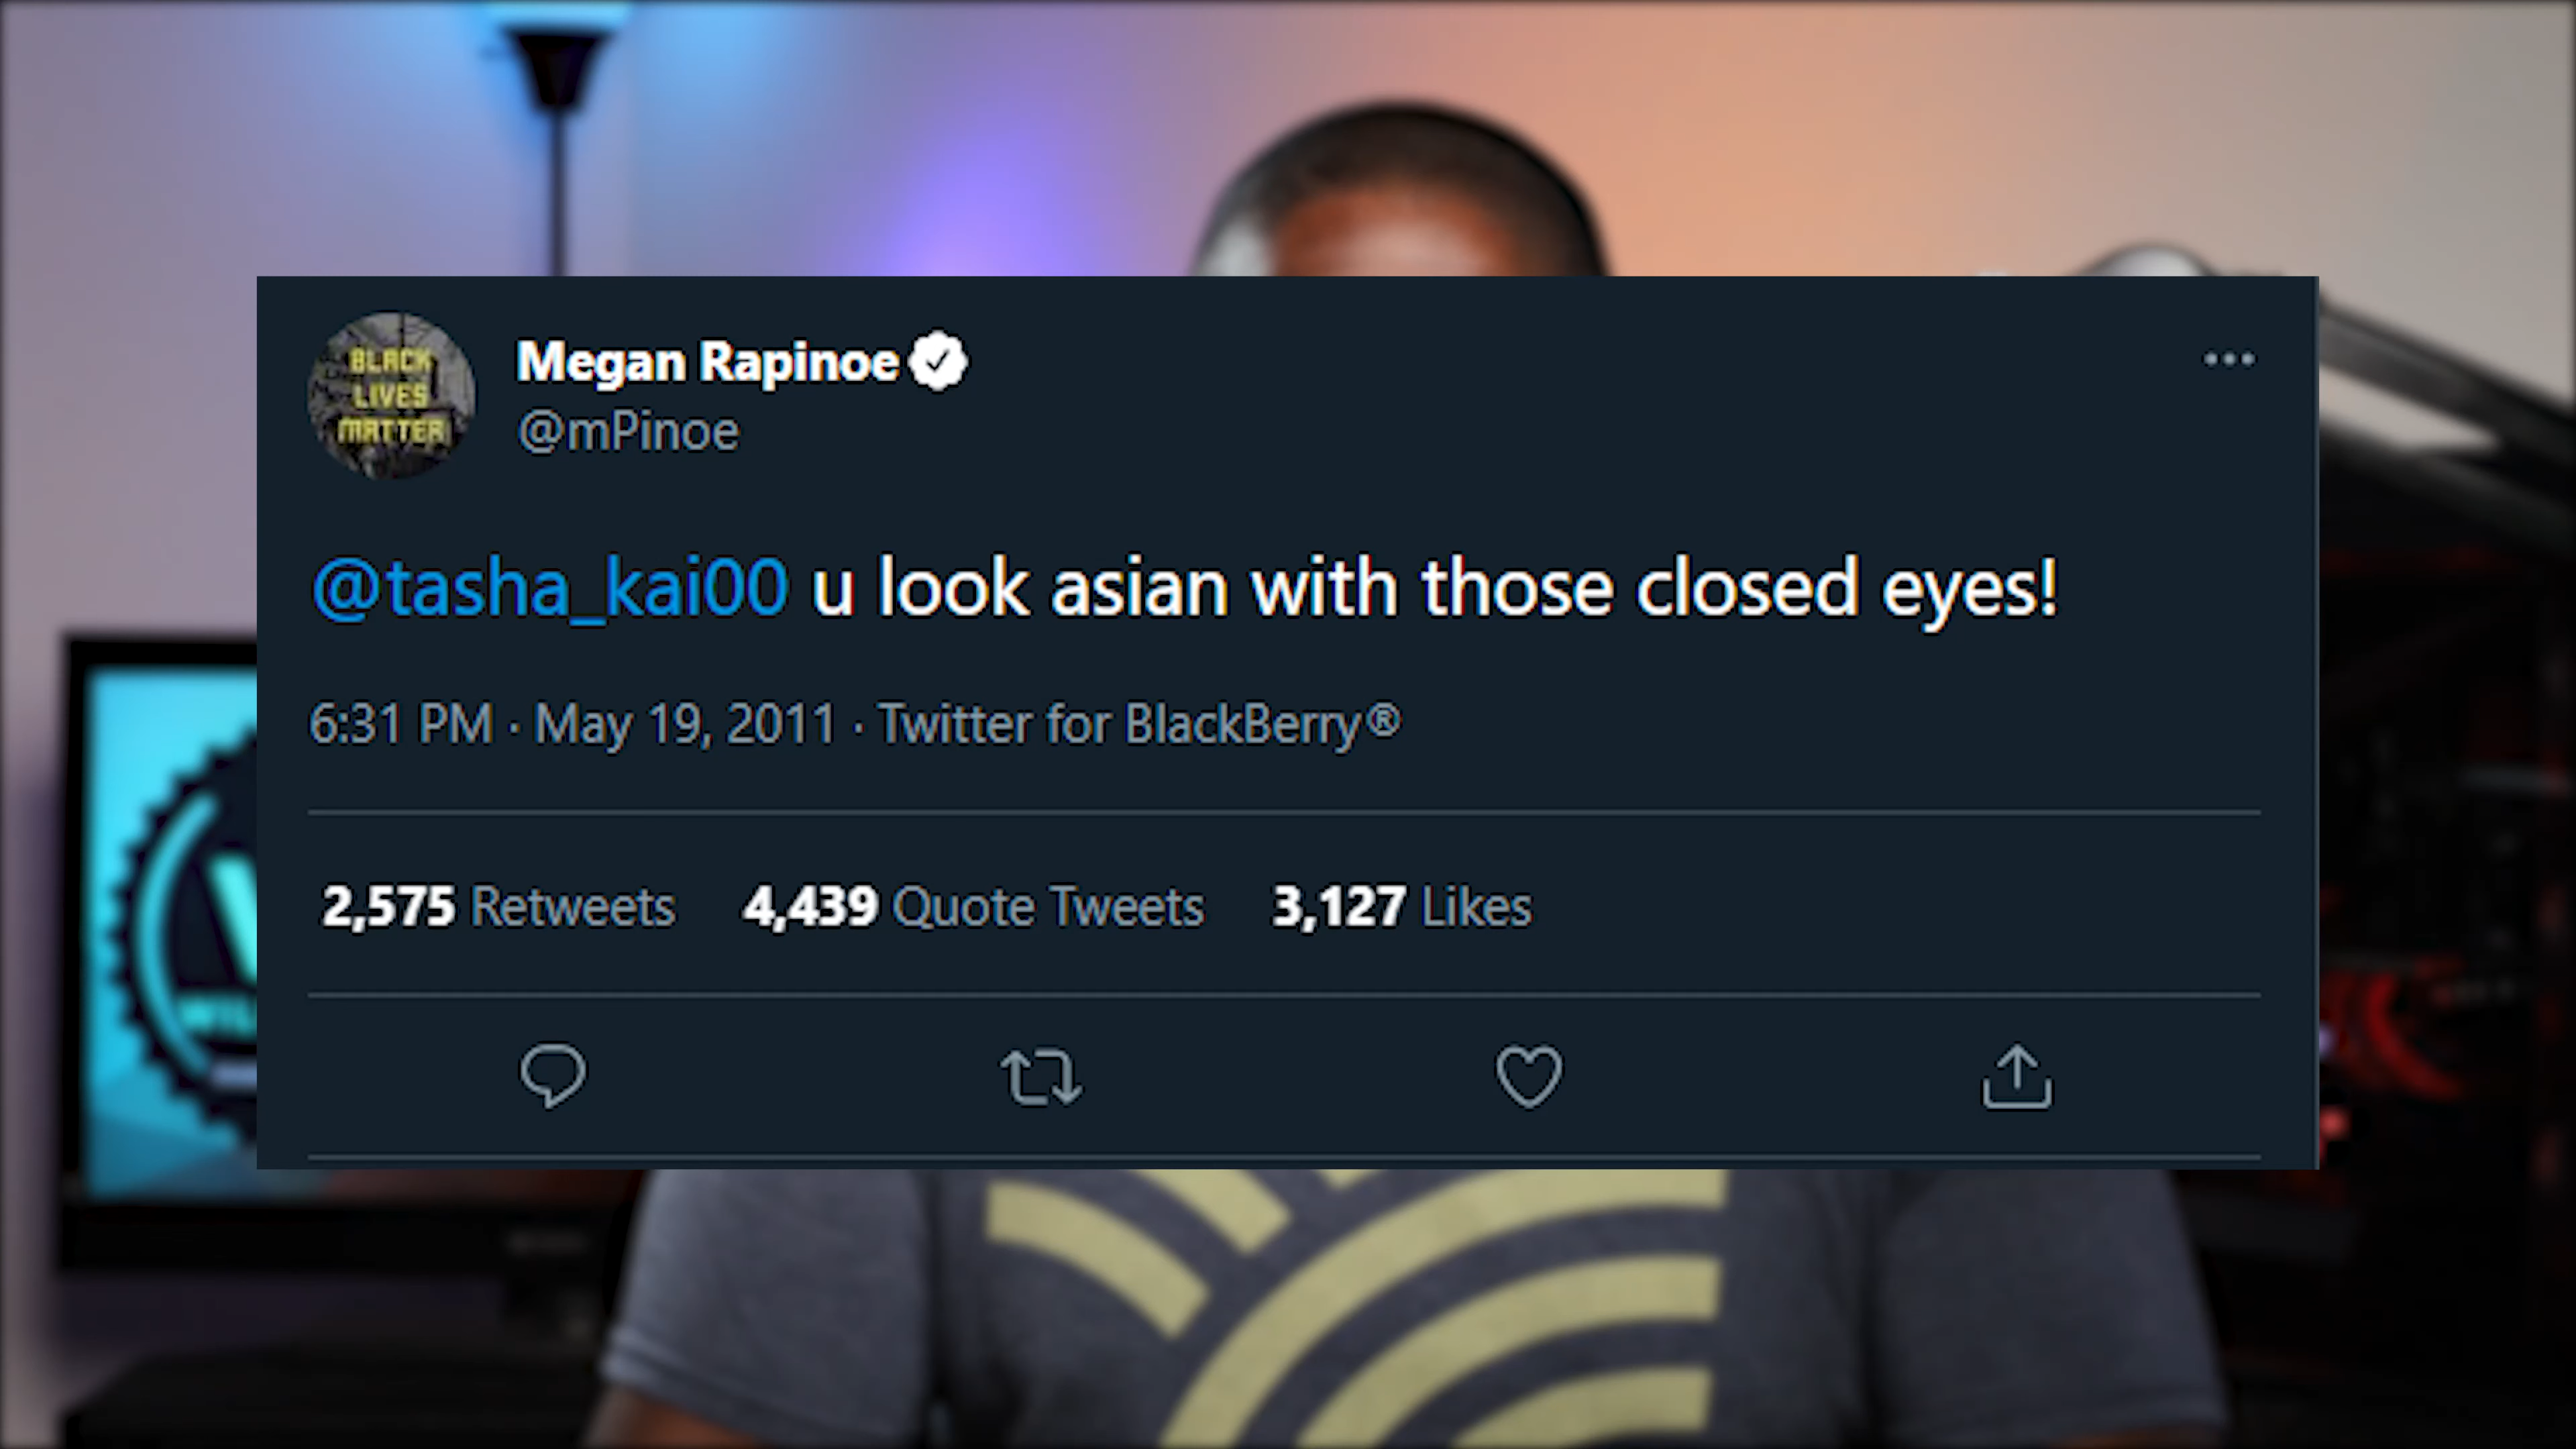 BLACK
LIVES
MATTER
Megan Rapinoe
@mPinoe
@tasha_kai00 u look asian with those closed eyes!
6:31 PM · May 19, 2011 · Twitter for BlackBerry®
2,575 Retweets 4,439 Quote Tweets 3,127 Likes